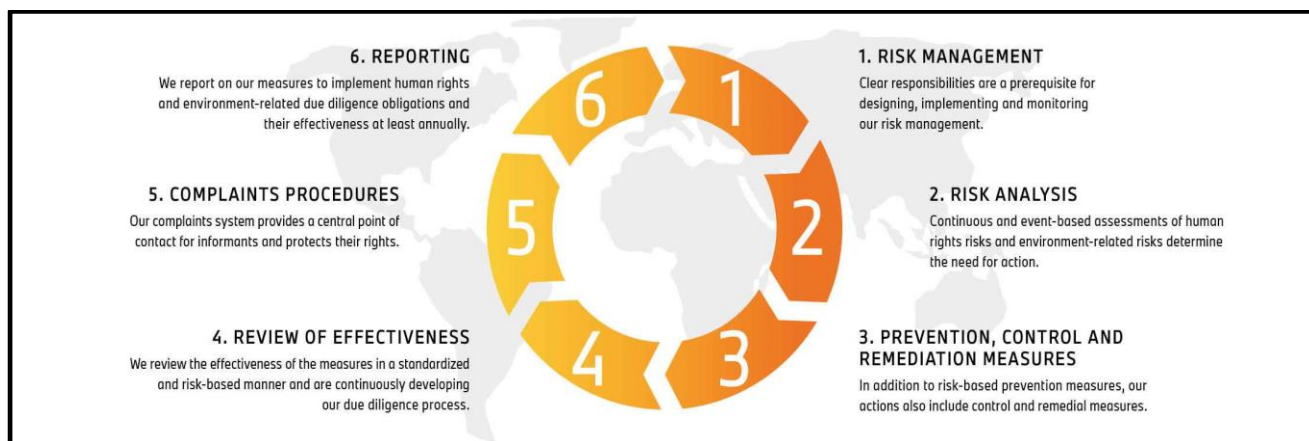 1. RISK MANAGEMENT
Clear responsibilities are a prerequisite for
designing, implementing and monitoring
our risk management.
2. RISK ANALYSIS
Continuous and event-based assessments of human
rights risks and environment-related risks determine
the need for action.
3. PREVENTION, CONTROL AND
REMEDIATION MEASURES
In addition to risk-based prevention measures, our
actions also include control and remedial measures.
4. REVIEW OF EFFECTIVENESS
We review the effectiveness of the measures in a standardized
and risk-based manner and are continuously developing
our due diligence process.
5. COMPLAINTS PROCEDURES
Our complaints system provides a central point of
contact for informants and protects their rights.
6. REPORTING
We report on our measures to implement human rights
and environment-related due diligence obligations and
their effectiveness at least annually.
1
2
3
4
5
6